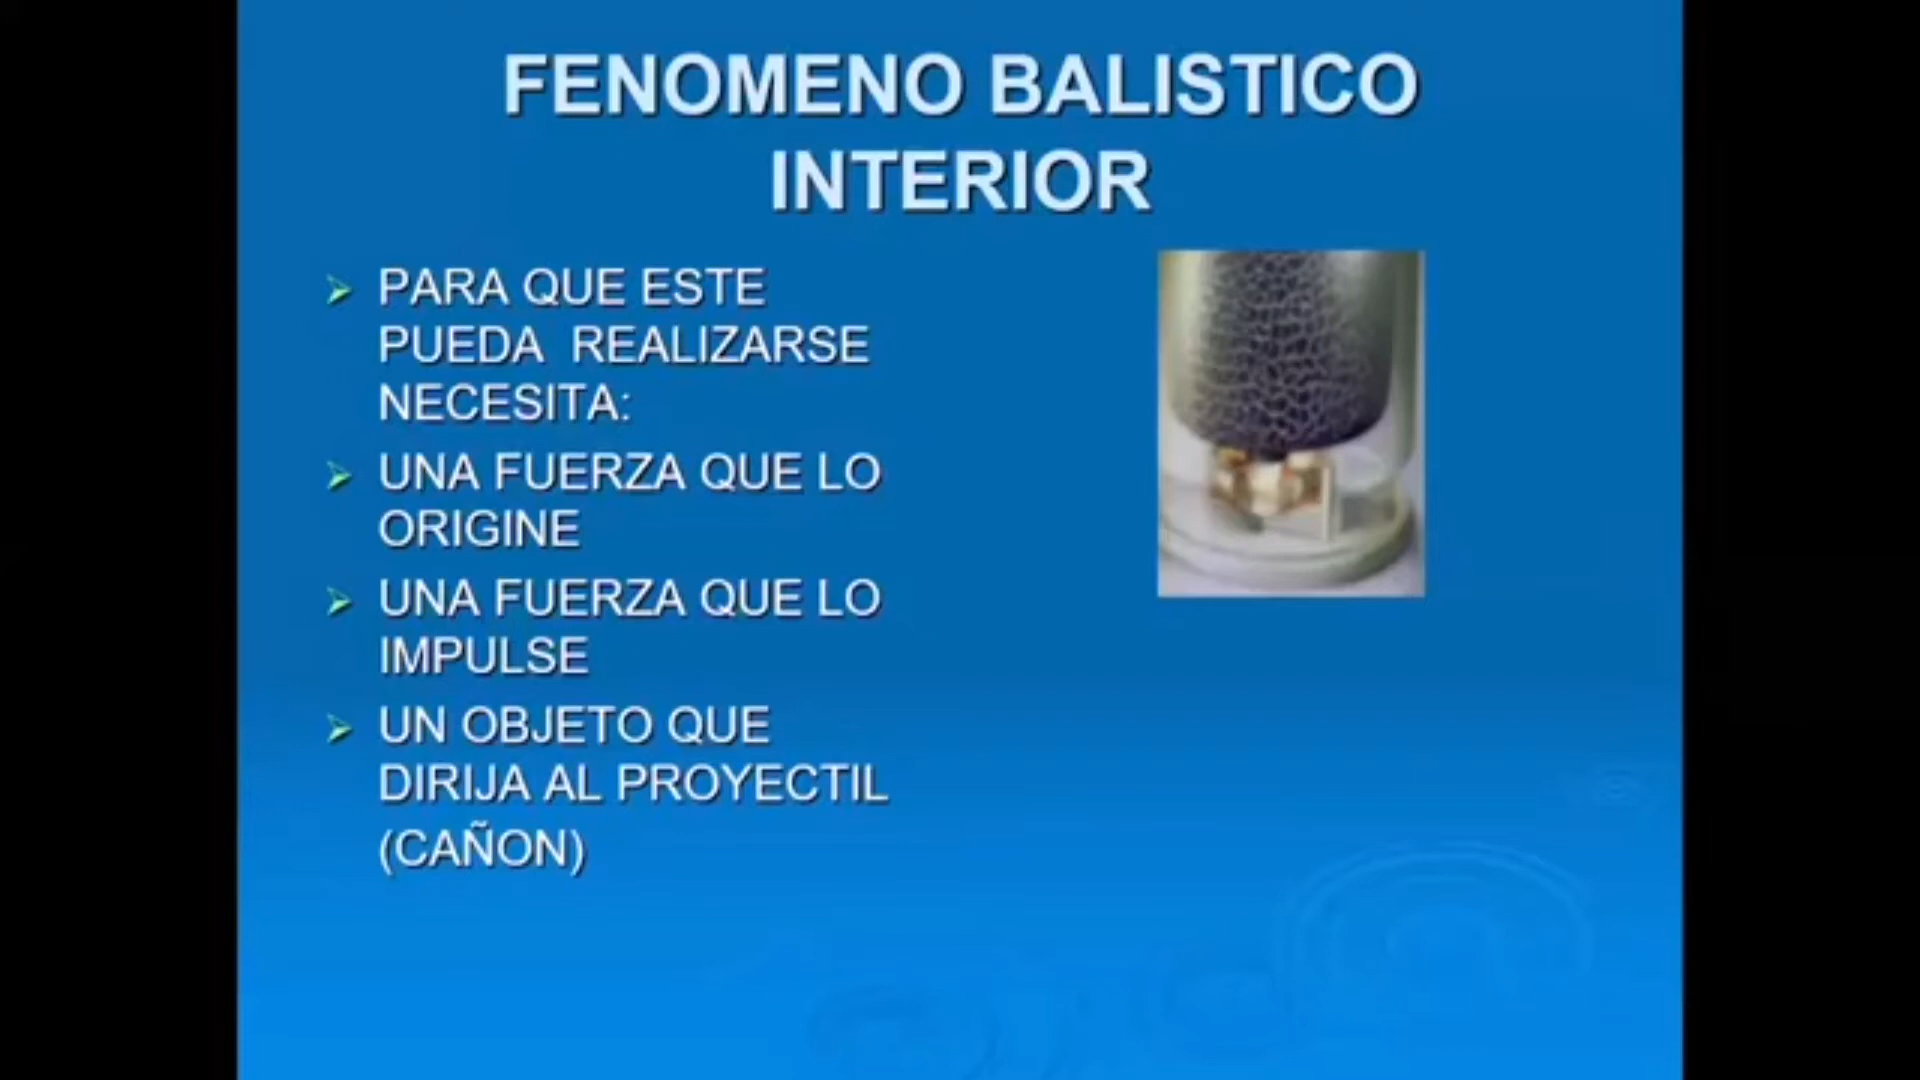 FENOMENO BALISTICO
INTERIOR
PARA QUE ESTE
PUEDA REALIZARSE
NECESITA:
UNA FUERZA QUE LO
ORIGINE
UNA FUERZA QUE LO
IMPULSE
UN OBJETO QUE
DIRIJA AL PROYECTIL
(CAÑON)